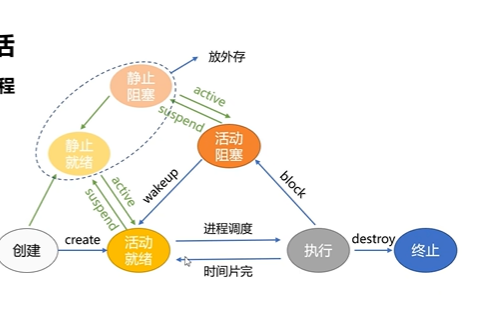 活
程
放外存
静止
阻塞
active
suspend
静止
就绪
活动
阻塞
active
suspend
wakeup
block
创建
create
活动
就绪
进程调度
时间片完
执行
destroy
终止